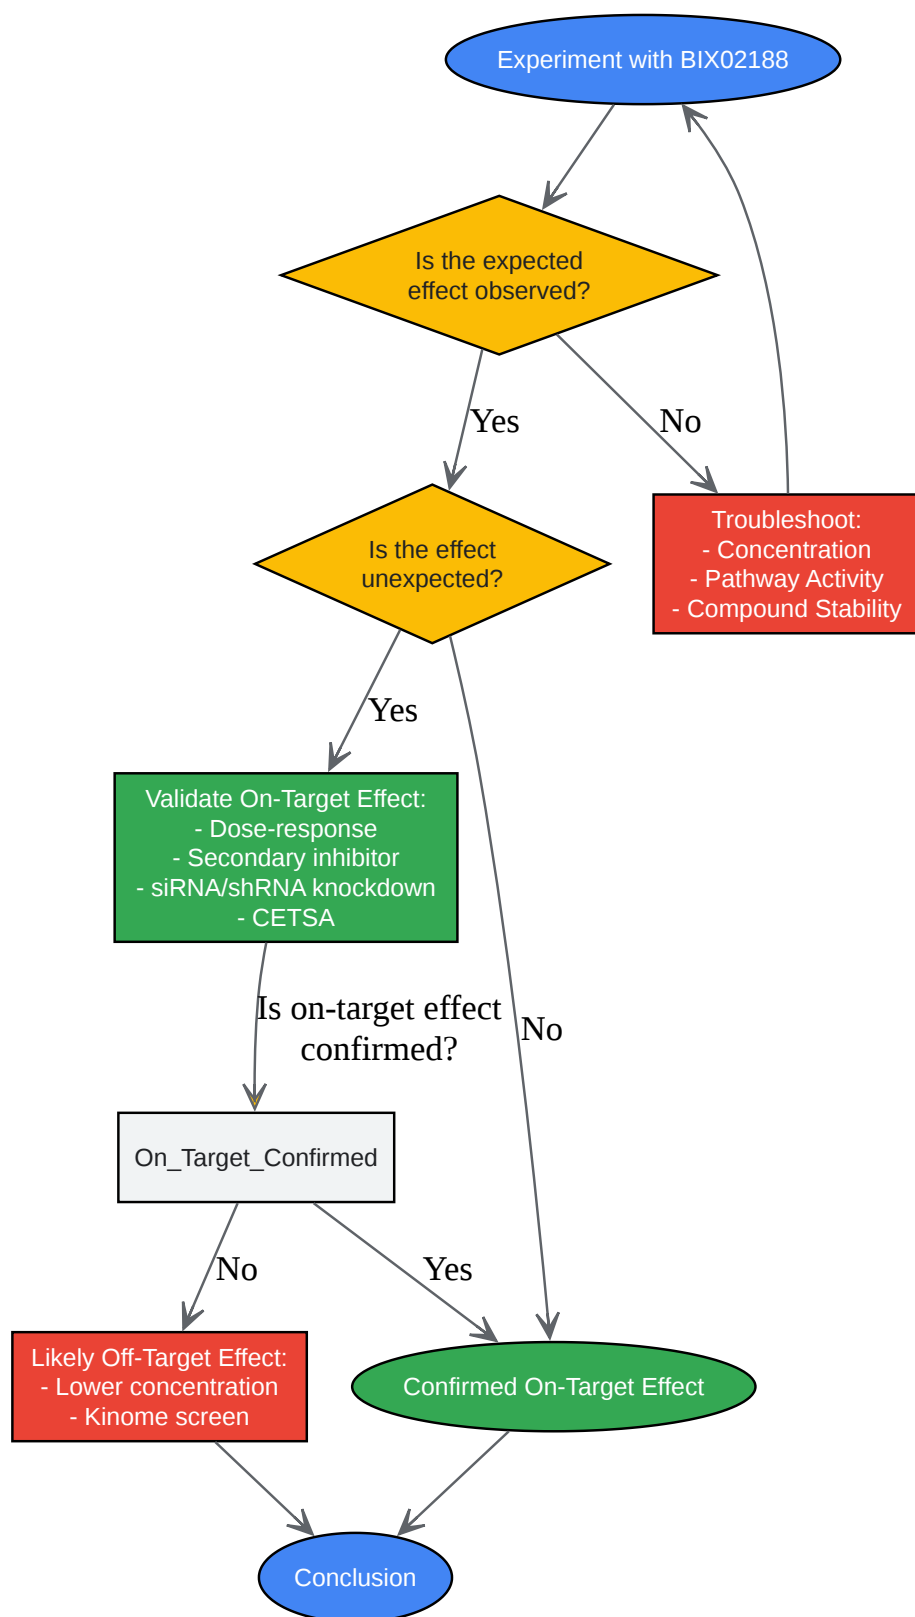 Experiment with BIX02188
Is the expected
effect observed?
Yes
No
Is the effect
unexpected?
Troubleshoot:
- Concentration
- Pathway Activity
- Compound Stability
Yes
Validate On-Target Effect:
- Dose-response
- Secondary inhibitor
- siRNA/shRNA knockdown
- CETSA
Is on-target effect
confirmed?
No
On_Target_Confirmed
No
Yes
Likely Off-Target Effect:
- Lower concentration
- Kinome screen
Confirmed On-Target Effect
Conclusion